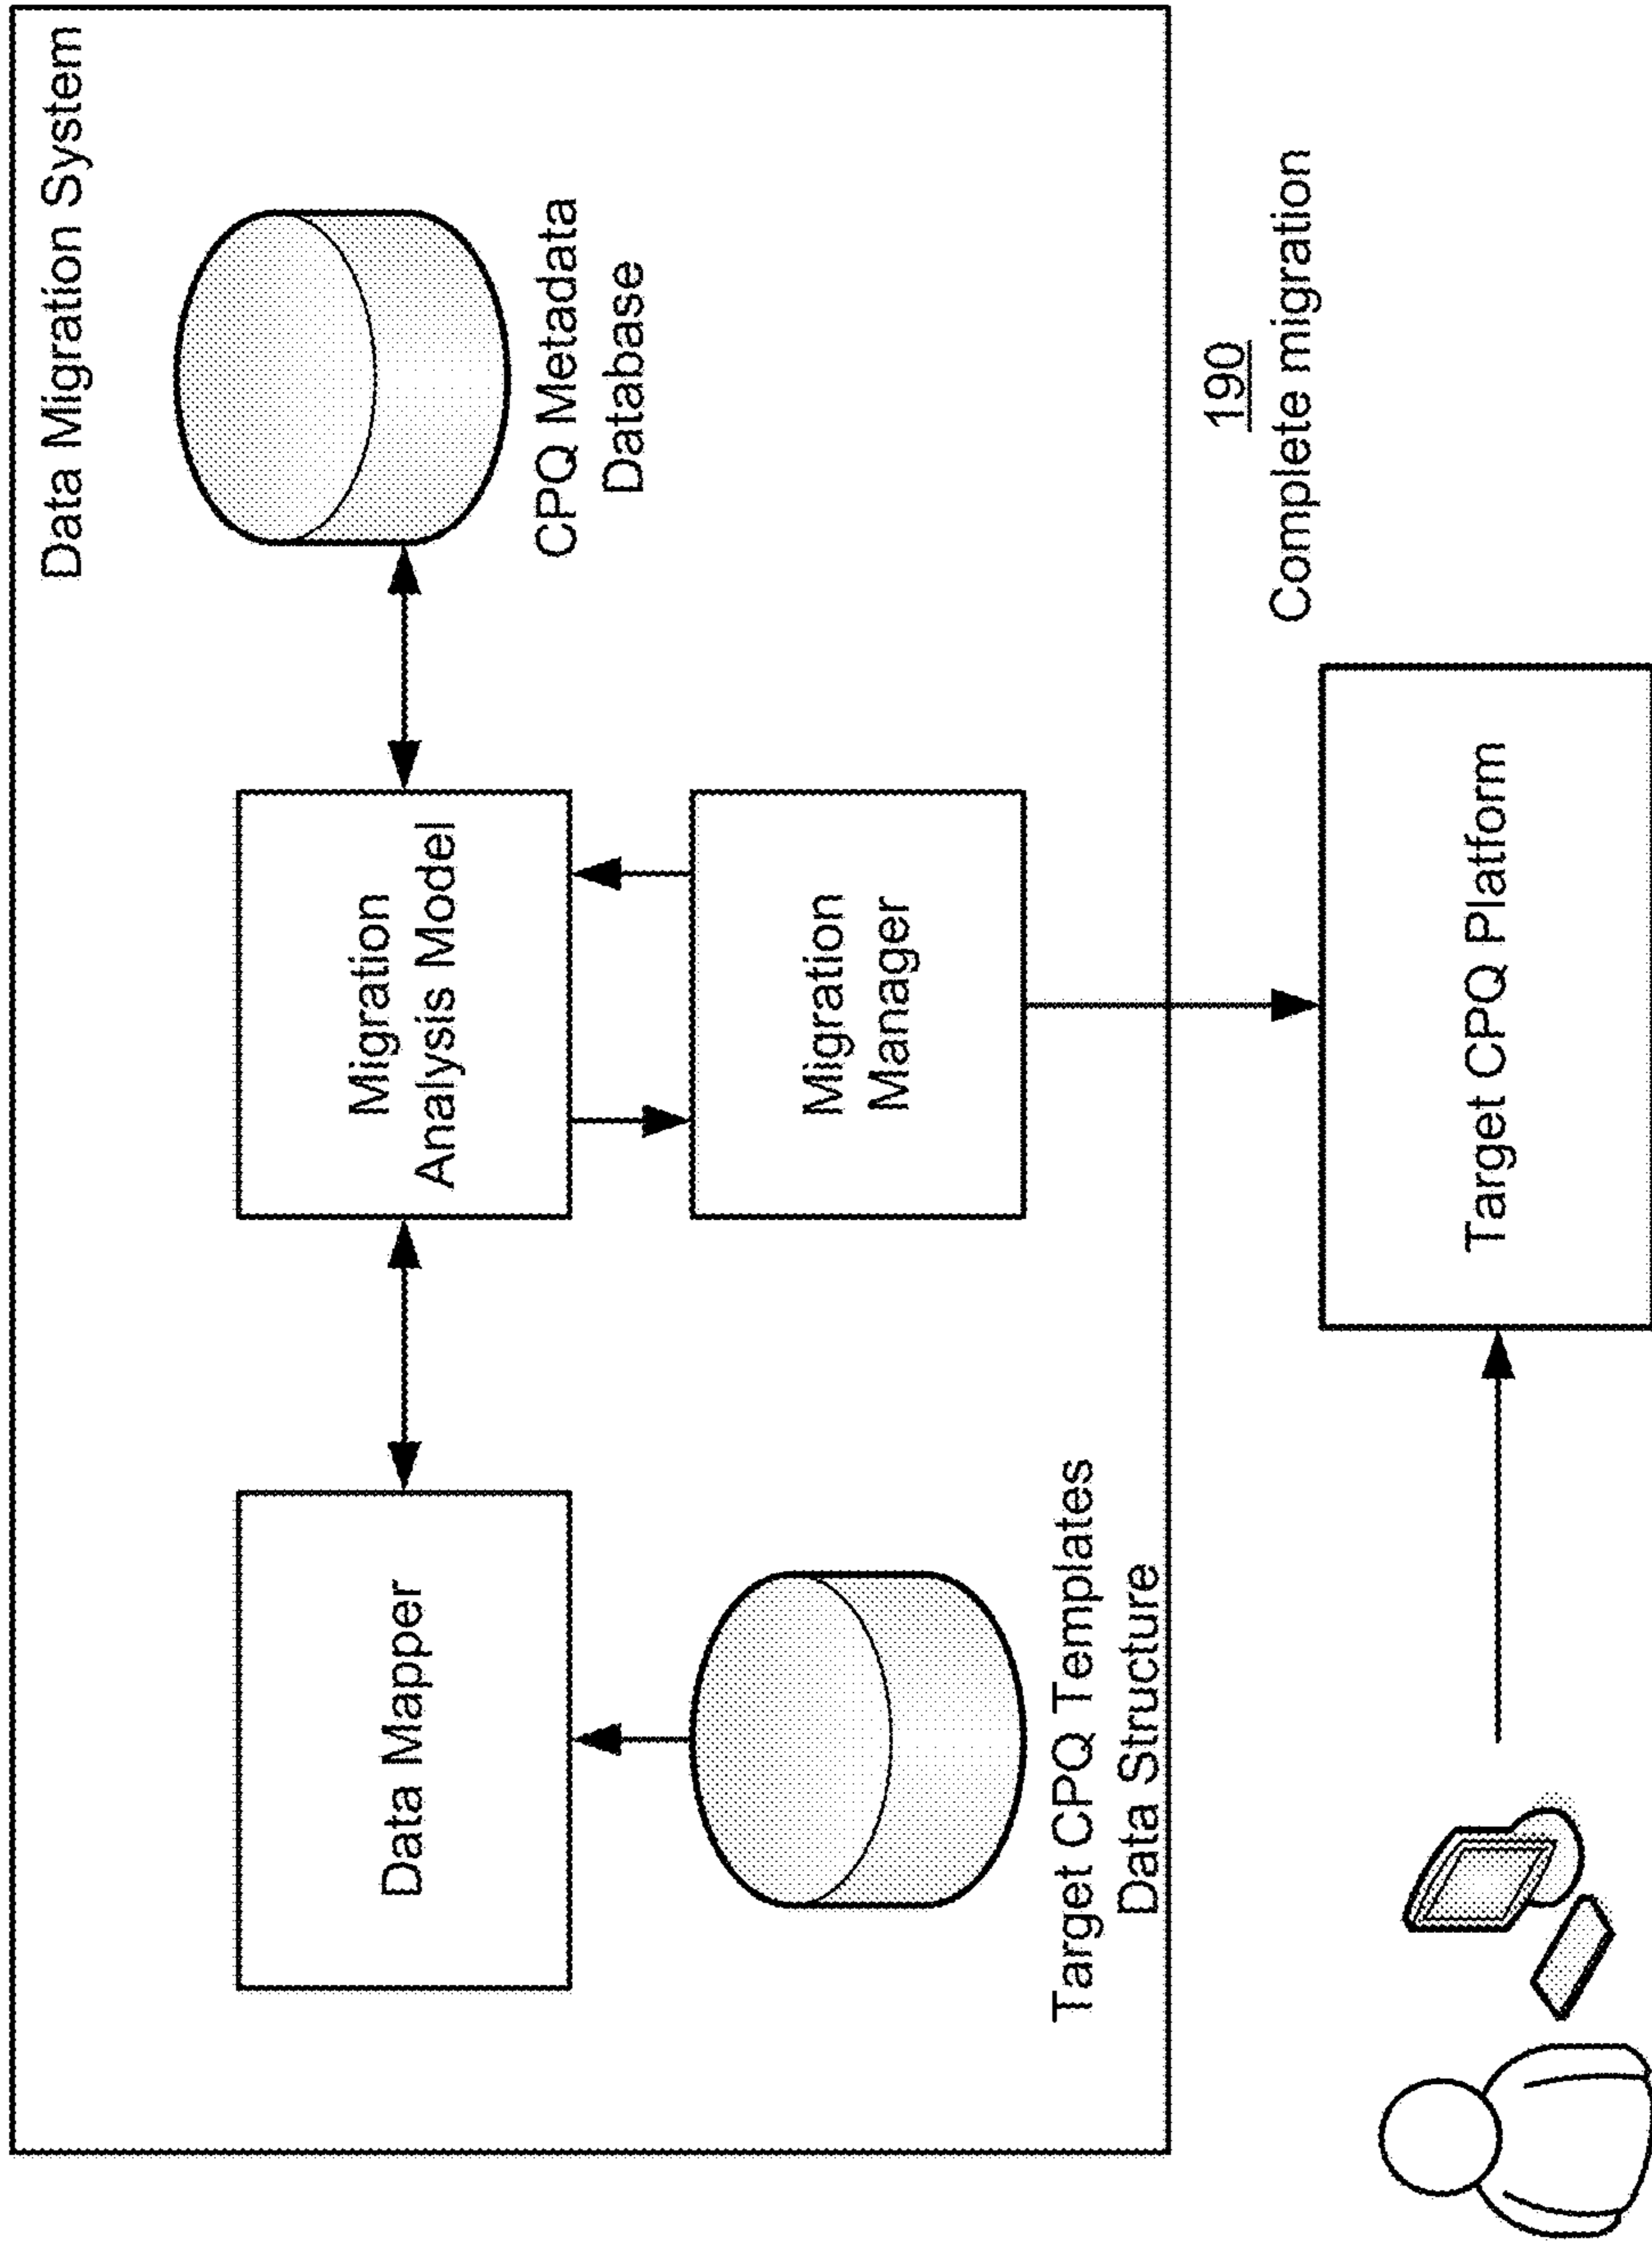 Data Migration System
Data Mapper
Migration
Analysis Model
CPQ Metadata
Database
Migration
Manager
Target CPQ Templates
Data Structure
190
Complete migration
Target CPQ Platform